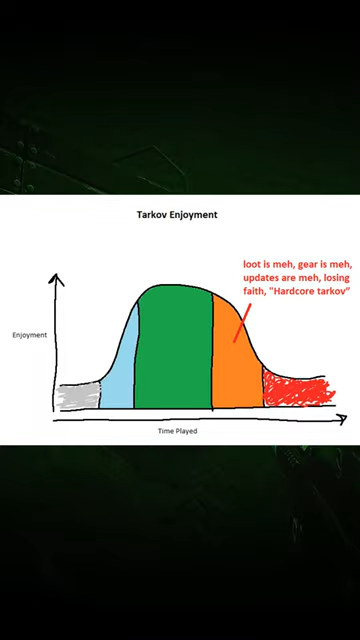 Tarkov Enjoyment
loot is meh, gear is meh,
updates are meh, losing
faith, "Hardcore tarkov"
Enjoyment
Time Played